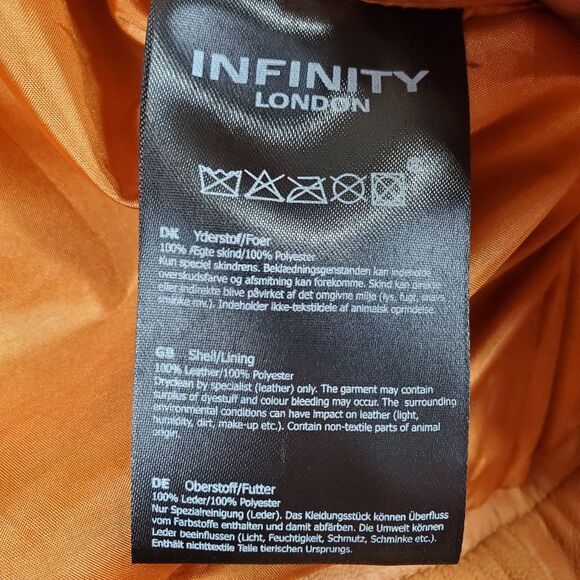 INFINITY
LONDON
DK Yderstof/Foer
100% Ægte skind/100% Polyester
Kun speciel skindrens. Beklædningsgenstanden kan indeholde
overskudsfarve og afsmitning kan forekomme. Skind kan direkte
eller indirekte blive påvirket af det omgivne miljø (lys, fugt, snavs
sminke mv.). Indeholder ikke-tekstildele af animalsk oprindelse.
GB Shell/Lining
100% Leather/100% Polyester
Dryclean by specialist (leather) only. The garment may contain
surplus of dyestuff and colour bleeding may occur. The surrounding
environmental conditions can have impact on leather (light,
humidity, dirt, make-up etc.). Contain non-textile parts of animal
origin.
DE Oberstoff/Futter
100% Leder/100% Polyester
Nur Spezialreinigung (Leder). Das Kleidungsstück können Überfluss
vom Farbstoffe enthalten und damit abfärben. Die Umwelt können
Leder beeinflussen (Licht, Feuchtigkeit, Schmutz, Schminke etc.).
Enthält nichttextile Teile tierischen Ursprungs.